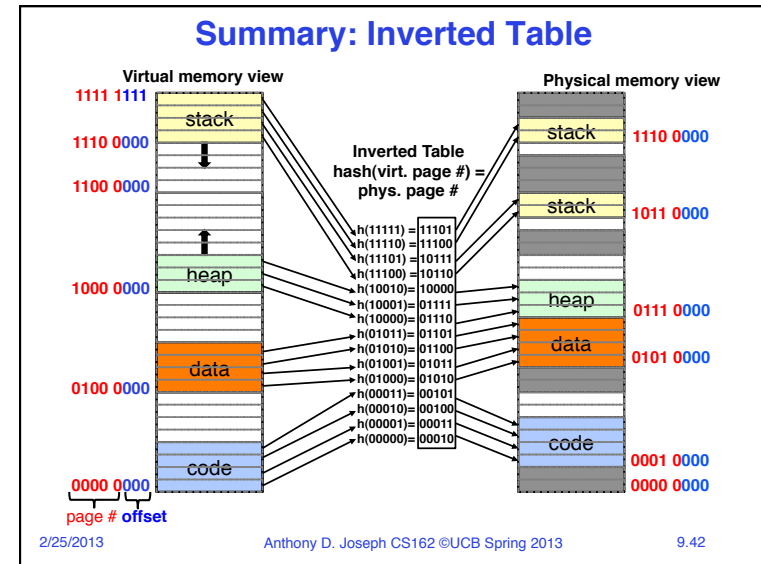 Summary: Inverted Table
Virtual memory view
Physical memory view
1111 1111
stack
1110 0000
1100 0000
heap
1000 0000
data
0100 0000
code
0000 0000
page # offset
Inverted Table
hash(virt. page #) =
phys. page #
h(11111) = 11101
h(11110) = 11100
h(11101) = 10111
h(11100) = 10110
h(10010) = 10000
h(10001) = 01111
h(10000) = 01110
h(01011) = 01101
h(01010) = 01100
h(01001) = 01011
h(01000) = 01010
h(00011)= 00101
h(00010)= 00100
h(00001)= 00011
h(00000)= 00010
stack
1110 0000
stack
1011 0000
heap
0111 0000
data
0101 0000
code
0001 0000
0000 0000
2/25/2013
Anthony D. Joseph CS162 ©UCB Spring 2013
9.42